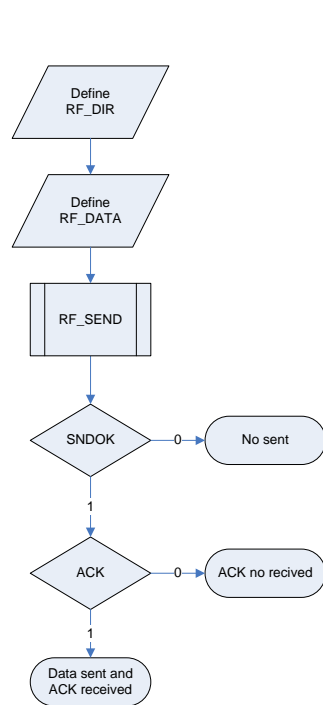 Define
RF_DIR
Define
RF_DATA
RF_SEND
SNDOK
0
No sent
1
ACK
0
ACK no recived
1
Data sent and
ACK received